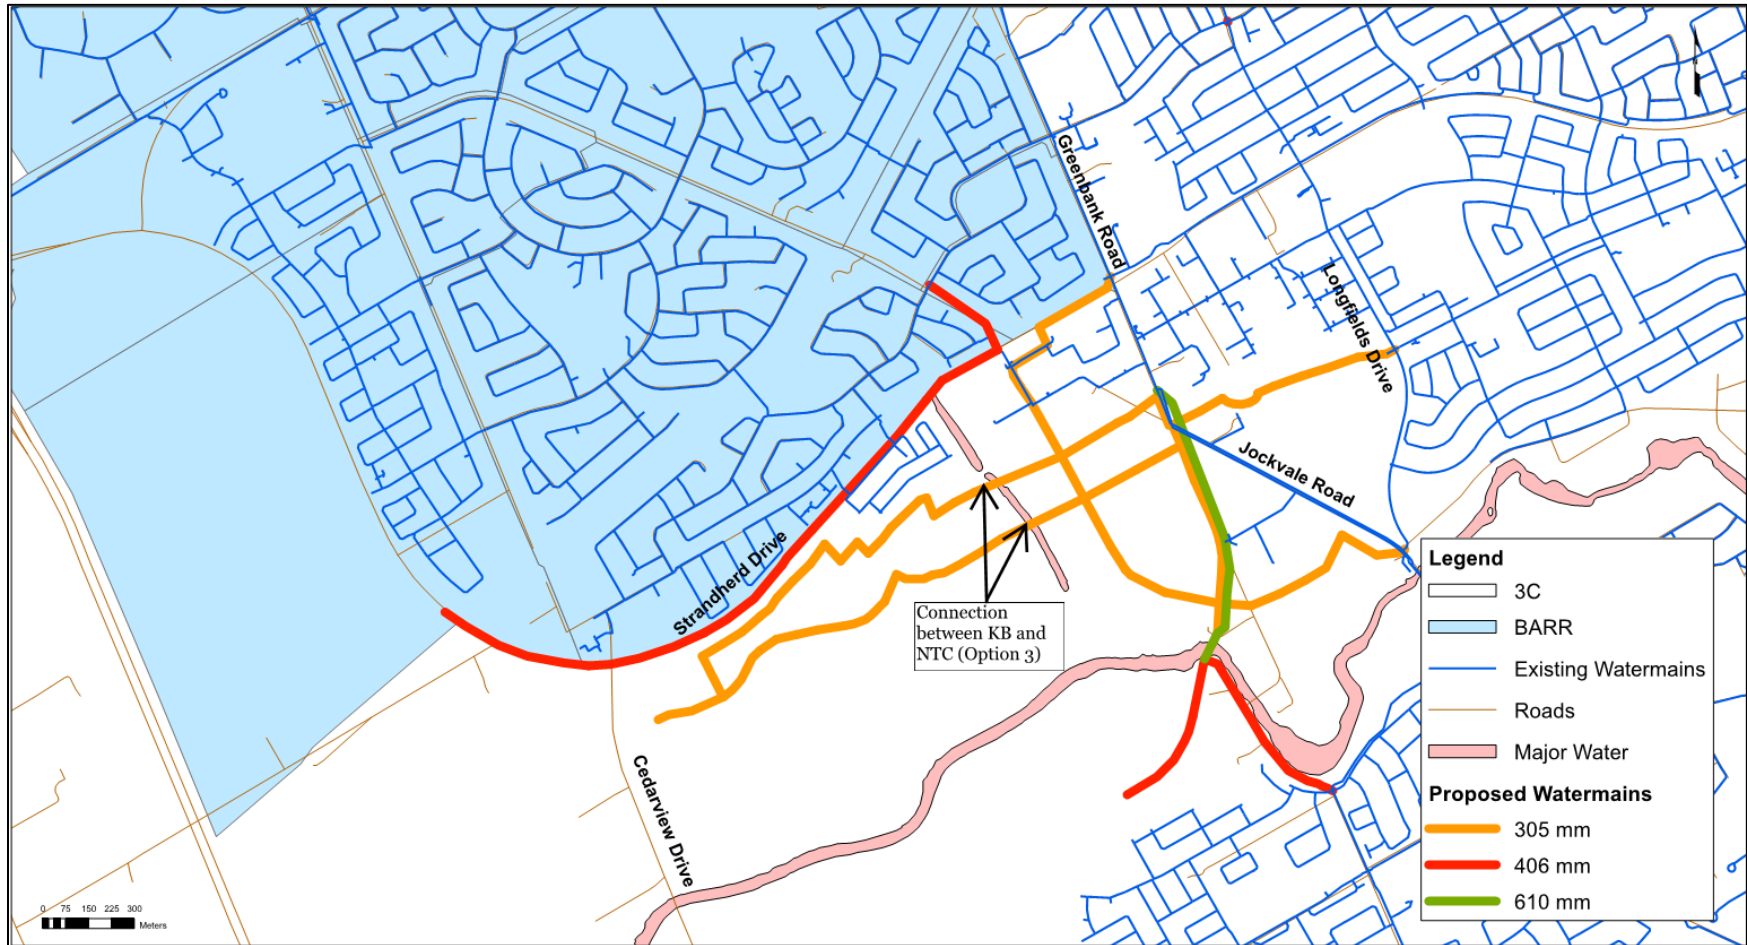 Greenbank Road
Longfields Drive
Jockvale Road
Strandherd Drive
Connection
between KB and
NTC (Option 3)
Cedarview Drive
Legend
3C
BARR
Existing Watermains
Roads
Major Water
Proposed Watermains
305 mm
406 mm
610 mm
0 75 150 225 300
Meters